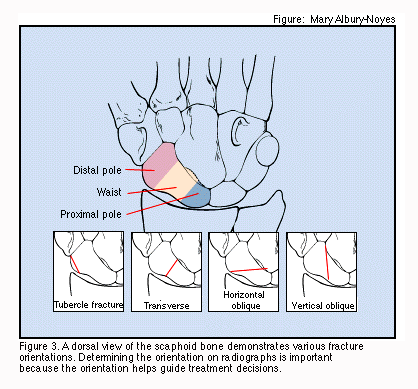 Figure: Mary Albury-Noyes
Distal pole
Waist
Proximal pole
Tubercle fracture
Transverse
Horizontal
oblique
Vertical oblique
Figure 3. A dorsal view of the scaphoid bone demonstrates various fracture
orientations. Determining the orientation on radiographs is important
because the orientation helps guide treatment decisions.